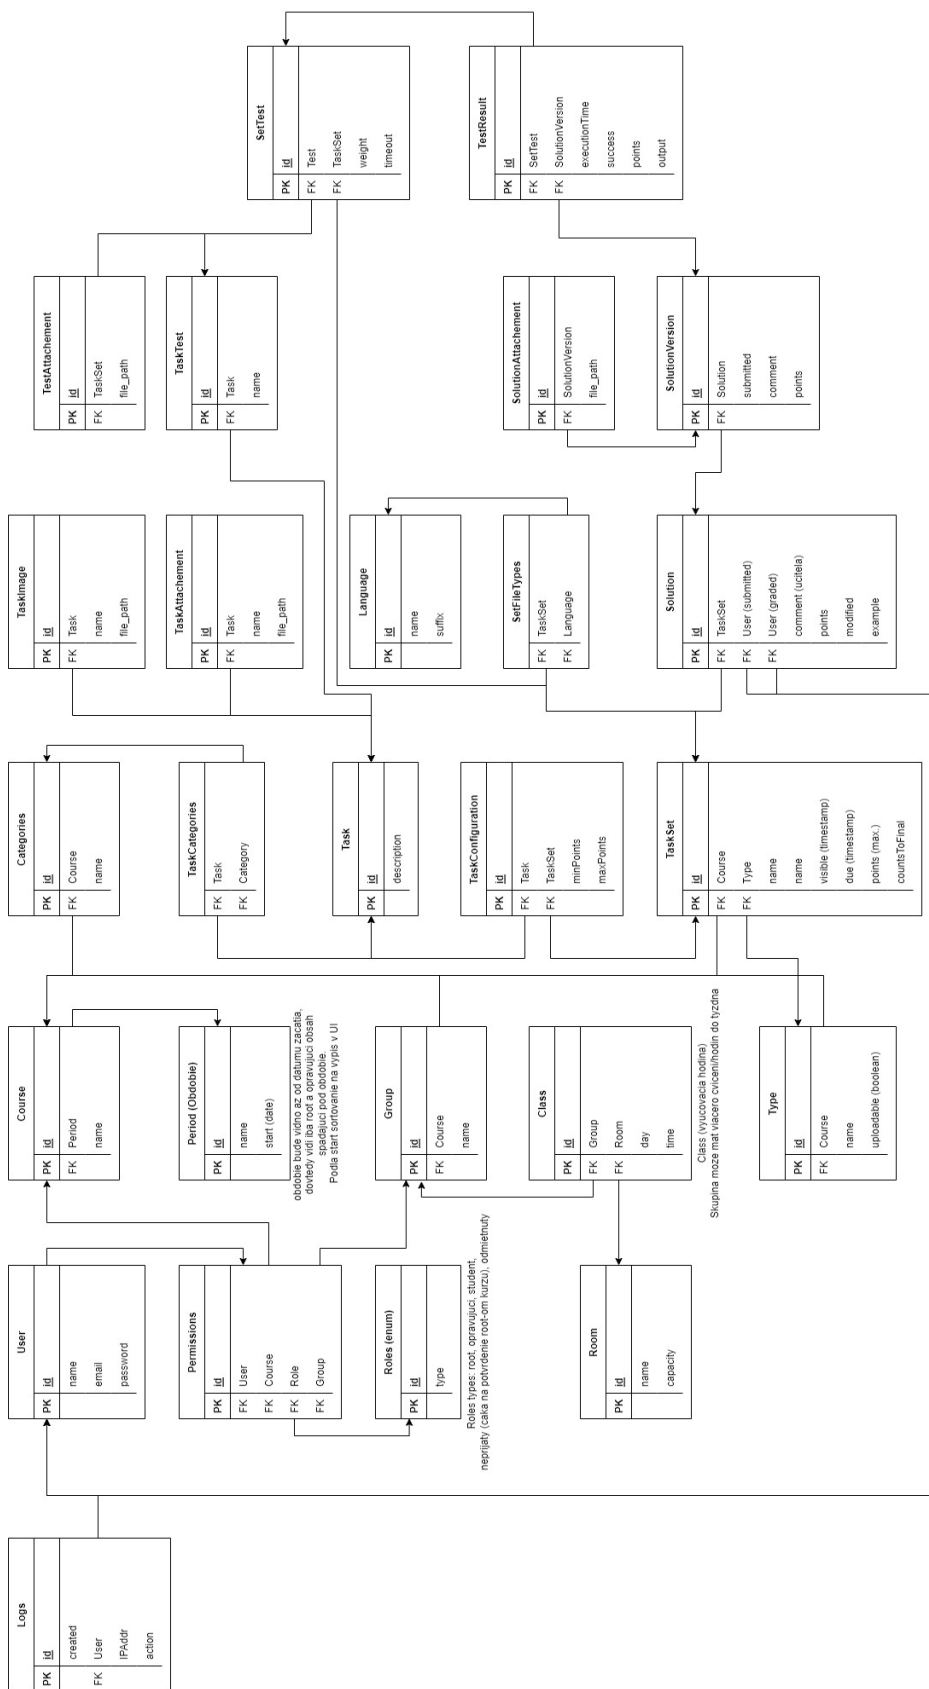 Logs
PK id
created
FK User
IPAddr
action
User
PK id
name
email
password
Permissions
PK id
FK User
FK Course
FK Role
FK Group
Roles (enum)
PK id
type
Roles types: root, opravujuci, student,
neprijaty (caka na potvrdenie root-om kurzu), odmietnuty
Room
PK id
name
capacity
Course
PK id
FK Period
name
Period (Obdobie)
PK id
name
start (date)
obdobie bude vidno az od datumu zacatia,
dovtedy vidi iba root a opravujuci obsah
spadajuci pod obdobie.
Podla start sortovanie na vypis v UI
Group
PK id
FK Course
name
Class
PK id
FK Group
FK Room
day
time
Class (vyucovacia hodina)
Skupina moze mat viacero cviceni/hodin do tyzdna
Type
PK id
FK Course
name
uploadable (boolean)
Categories
PK id
FK Course
name
TaskCategories
FK Task
FK Category
Task
PK id
description
TaskConfiguration
PK id
FK Task
FK TaskSet
minPoints
maxPoints
TaskSet
PK id
FK Course
FK Type
name
name
visible (timestamp)
due (timestamp)
points (max.)
countsToFinal
TaskImage
PK id
FK Task
name
file_path
TaskAttachement
PK id
FK Task
name
file_path
Language
PK id
name
suffix
SetFileTypes
FK TaskSet
FK Language
Solution
PK id
FK TaskSet
FK User (submitted)
FK User (graded)
comment (ucitela)
points
modified
example
TestAttachement
PK id
FK TaskSet
file_path
TaskTest
PK id
FK Task
name
SolutionAttachement
PK id
FK SolutionVersion
file_path
SolutionVersion
PK id
FK Solution
submitted
comment
points
SetTest
PK id
FK Test
FK TaskSet
weight
timeout
TestResult
PK id
FK SetTest
FK SolutionVersion
executionTime
success
points
output